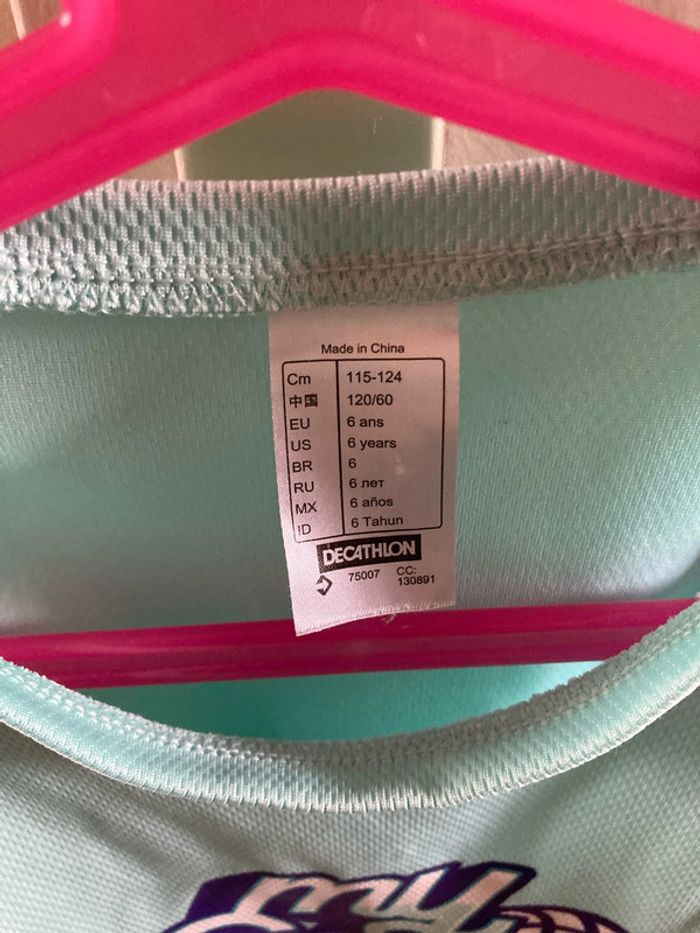 Made in China
Cm 115-124
中国 120/60
EU 6 ans
US 6 years
BR 6
RU 6 лет
MX 6 años
ID 6 Tahun
DECATHLON
75007 CC: 130891
my